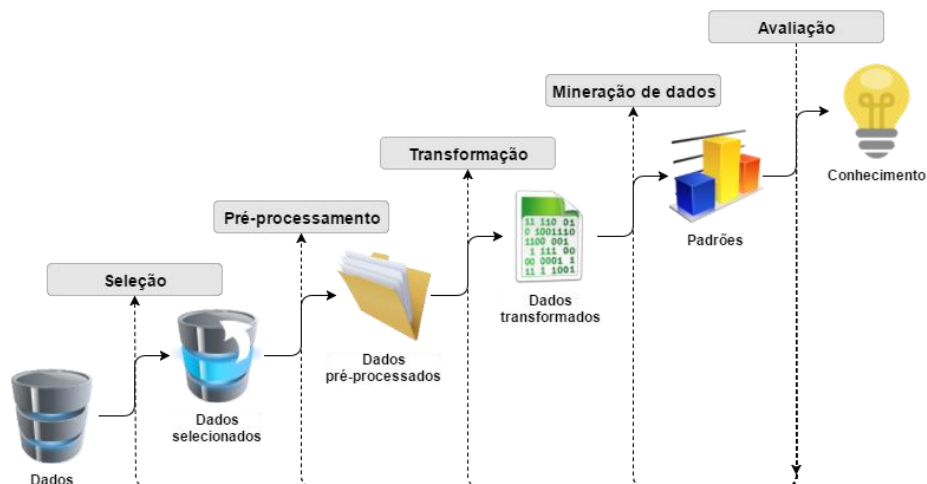 Avaliação
Mineração de dados
Transformação
Conhecimento
Pré-processamento
Padrões
11 110 01
0 1001110
1100 001
1 111 00
00 0001 1
11 1 1001
Seleção
Dados
transformados
Dados
pré-processados
Dados
selecionados
Dados